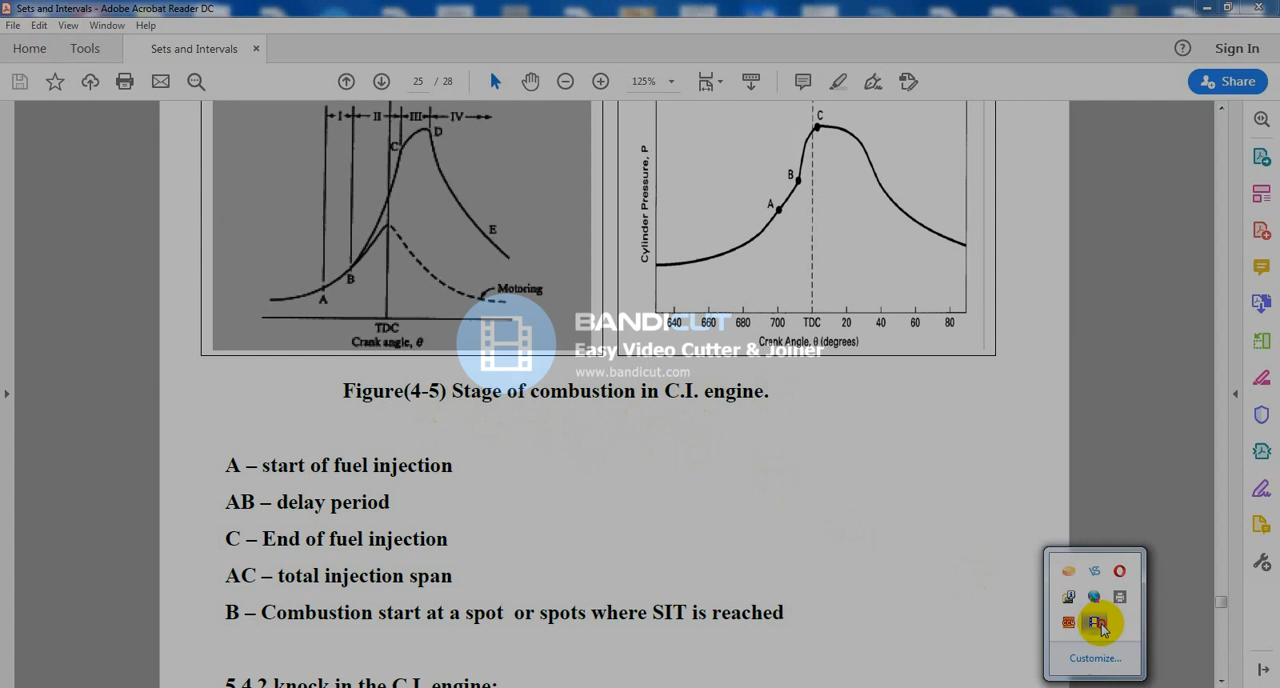 Sets and Intervals - Adobe Acrobat Reader DC
File Edit View Window Help
Home Tools Sets and Intervals × Sign In
25 / 28 125% Share
I II III IV
C D
B
A
E
A B
Motoring
TDC
Crank angle, θ
Cylinder Pressure, P
C
B
A
640 660 680 700 TDC 20 40 60 80
Crank Angle, θ (degrees)
BANDICUT
Easy Video Cutter & Joiner
www.bandicut.com
Figure(4-5) Stage of combustion in C.I. engine.
A – start of fuel injection
AB – delay period
C – End of fuel injection
AC – total injection span
B – Combustion start at a spot or spots where SIT is reached
Customize...
5.4.2 knock in the C.I. engine: